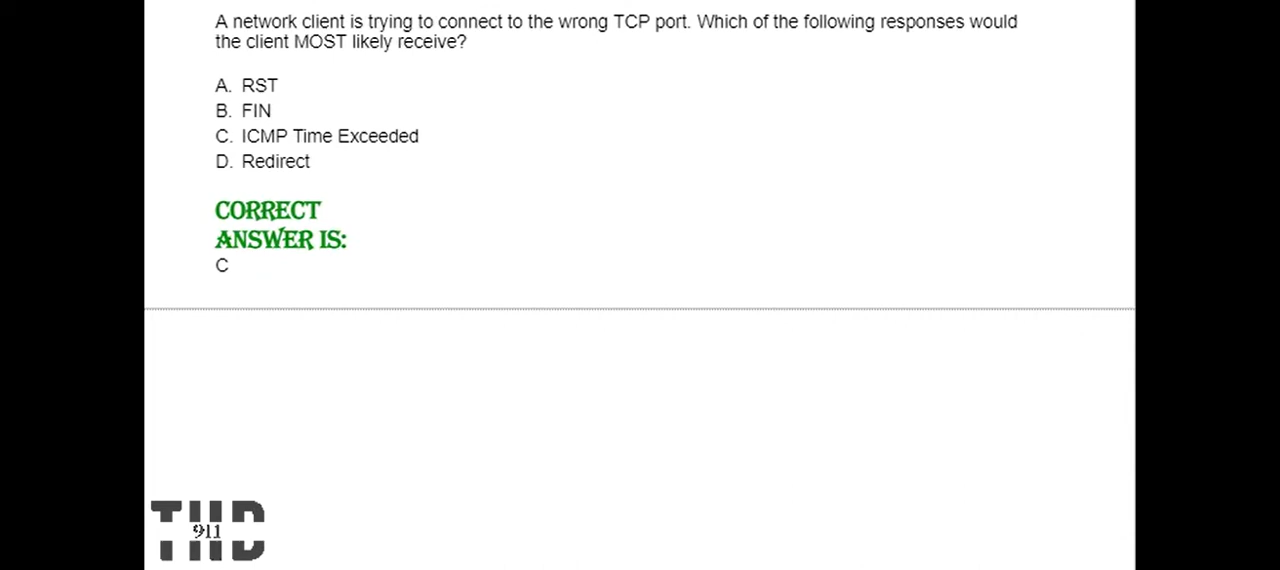 A network client is trying to connect to the wrong TCP port. Which of the following responses would
the client MOST likely receive?
A. RST
B. FIN
C. ICMP Time Exceeded
D. Redirect
CORRECT
ANSWER IS:
C
THD
911